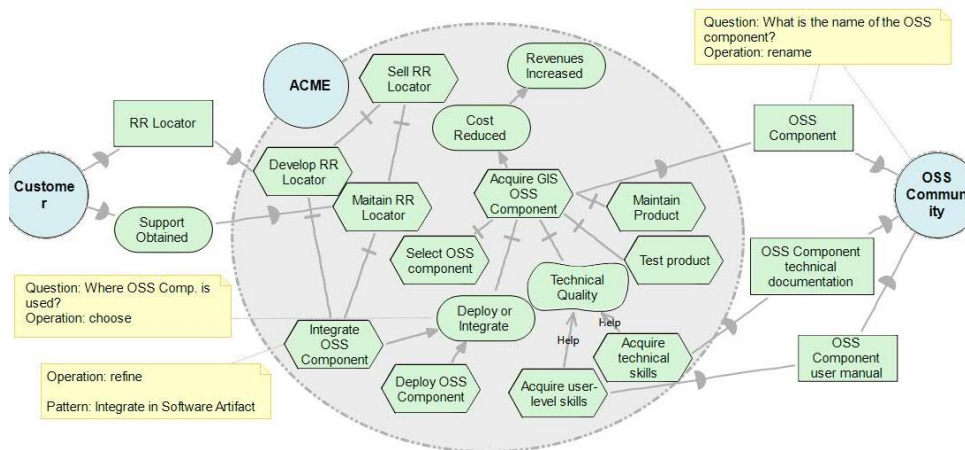 Question: What is the name of the OSS
component?
Operation: rename
Sell RR
Locator
Revenues
Increased
ACME
RR Locator
Cost
Reduced
OSS
Component
Develop RR
Locator
Acquire GIS
OSS
Component
Custome
r
Maitain RR
Locator
Maintain
Product
OSS
Commun
ity
Support
Obtained
Select OSS
component
Test product
OSS Component
technical
documentation
Question: Where OSS Comp. is
used?
Operation: choose
Technical
Quality
Deploy or
Integrate
Integrate
OSS
Component
Help
Help
Acquire
technical
skills
OSS
Component
user manual
Operation: refine
Pattern: Integrate in Software Artifact
Deploy OSS
Component
Acquire user-
level skills